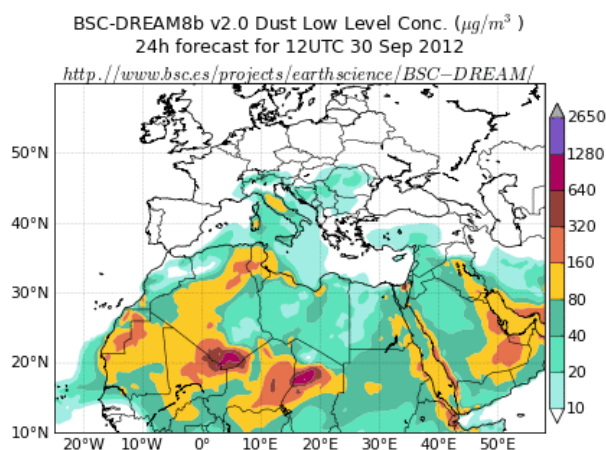 BSC-DREAM8b v2.0 Dust Low Level Conc. (μg/m³ )
24h forecast for 12UTC 30 Sep 2012
http.//www.bsc.es/projects/earthscience/BSC−DREAM/
50°N
40°N
30°N
20°N
10°N
20°W 10°W 0° 10°E 20°E 30°E 40°E 50°E
2650
1280
640
320
160
80
40
20
10